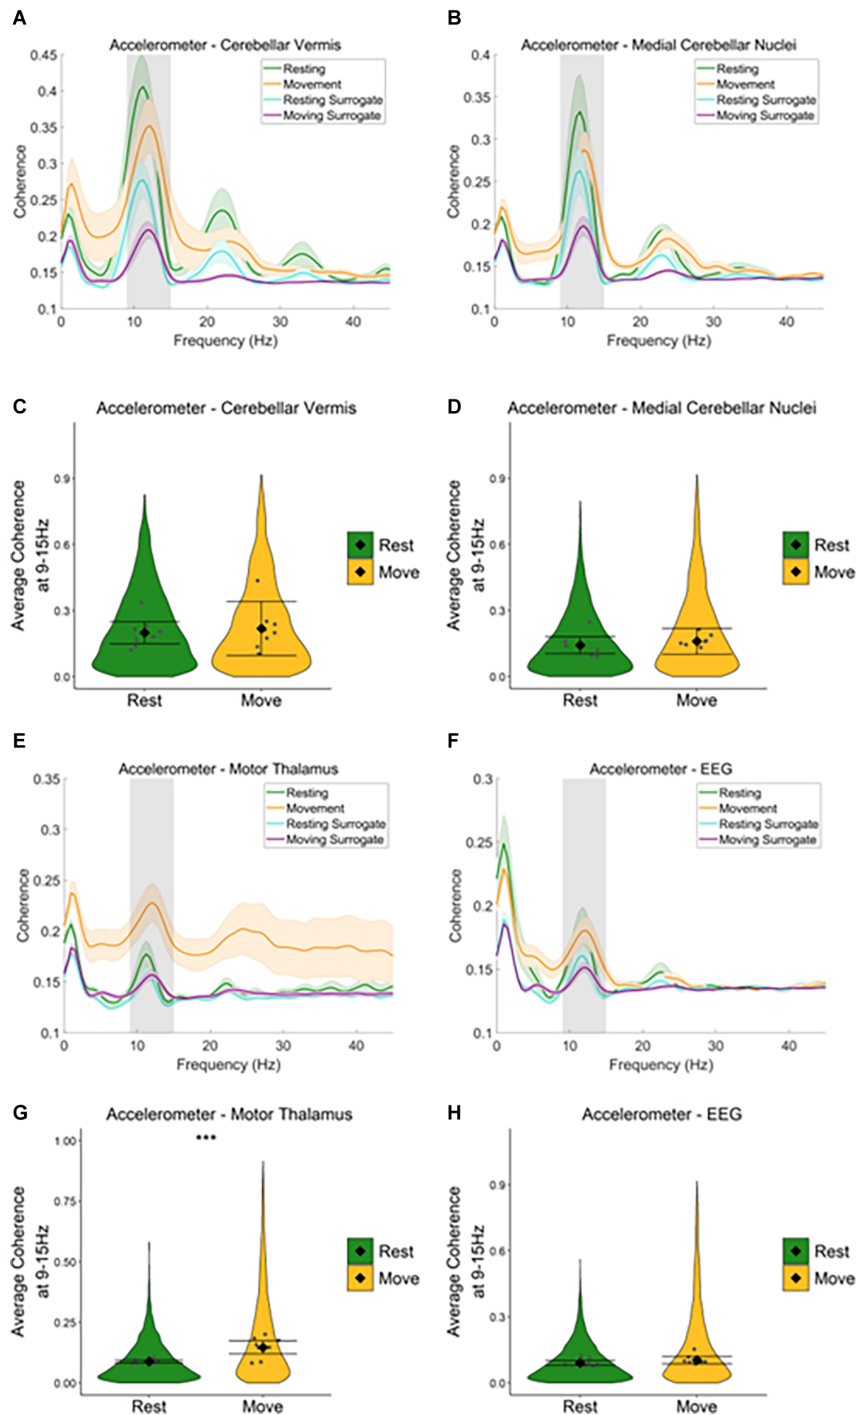 A
Accelerometer - Cerebellar Vermis
0.45
0.4
0.35
0.3
0.25
0.2
0.15
0.1
Coherence
Resting
Movement
Resting Surrogate
Moving Surrogate
0 10 20 30 40
Frequency (Hz)
B
Accelerometer - Medial Cerebellar Nuclei
0.4
0.35
0.3
0.25
0.2
0.15
0.1
Coherence
Resting
Movement
Resting Surrogate
Moving Surrogate
0 10 20 30 40
Frequency (Hz)
C
Accelerometer - Cerebellar Vermis
Average Coherence
at 9-15Hz
0.9
0.6
0.3
0.0
Rest Move
Rest
Move
D
Accelerometer - Medial Cerebellar Nuclei
Average Coherence
at 9-15Hz
0.9
0.6
0.3
0.0
Rest Move
Rest
Move
E
Accelerometer - Motor Thalamus
0.35
0.3
0.25
0.2
0.15
0.1
Coherence
Resting
Movement
Resting Surrogate
Moving Surrogate
0 10 20 30 40
Frequency (Hz)
F
Accelerometer - EEG
0.3
0.25
0.2
0.15
0.1
Coherence
Resting
Movement
Resting Surrogate
Moving Surrogate
0 10 20 30 40
Frequency (Hz)
G
Accelerometer - Motor Thalamus
***
Average Coherence
at 9-15Hz
1.00
0.75
0.50
0.25
0.00
Rest Move
Rest
Move
H
Accelerometer - EEG
Average Coherence
at 9-15Hz
0.9
0.6
0.3
0.0
Rest Move
Rest
Move